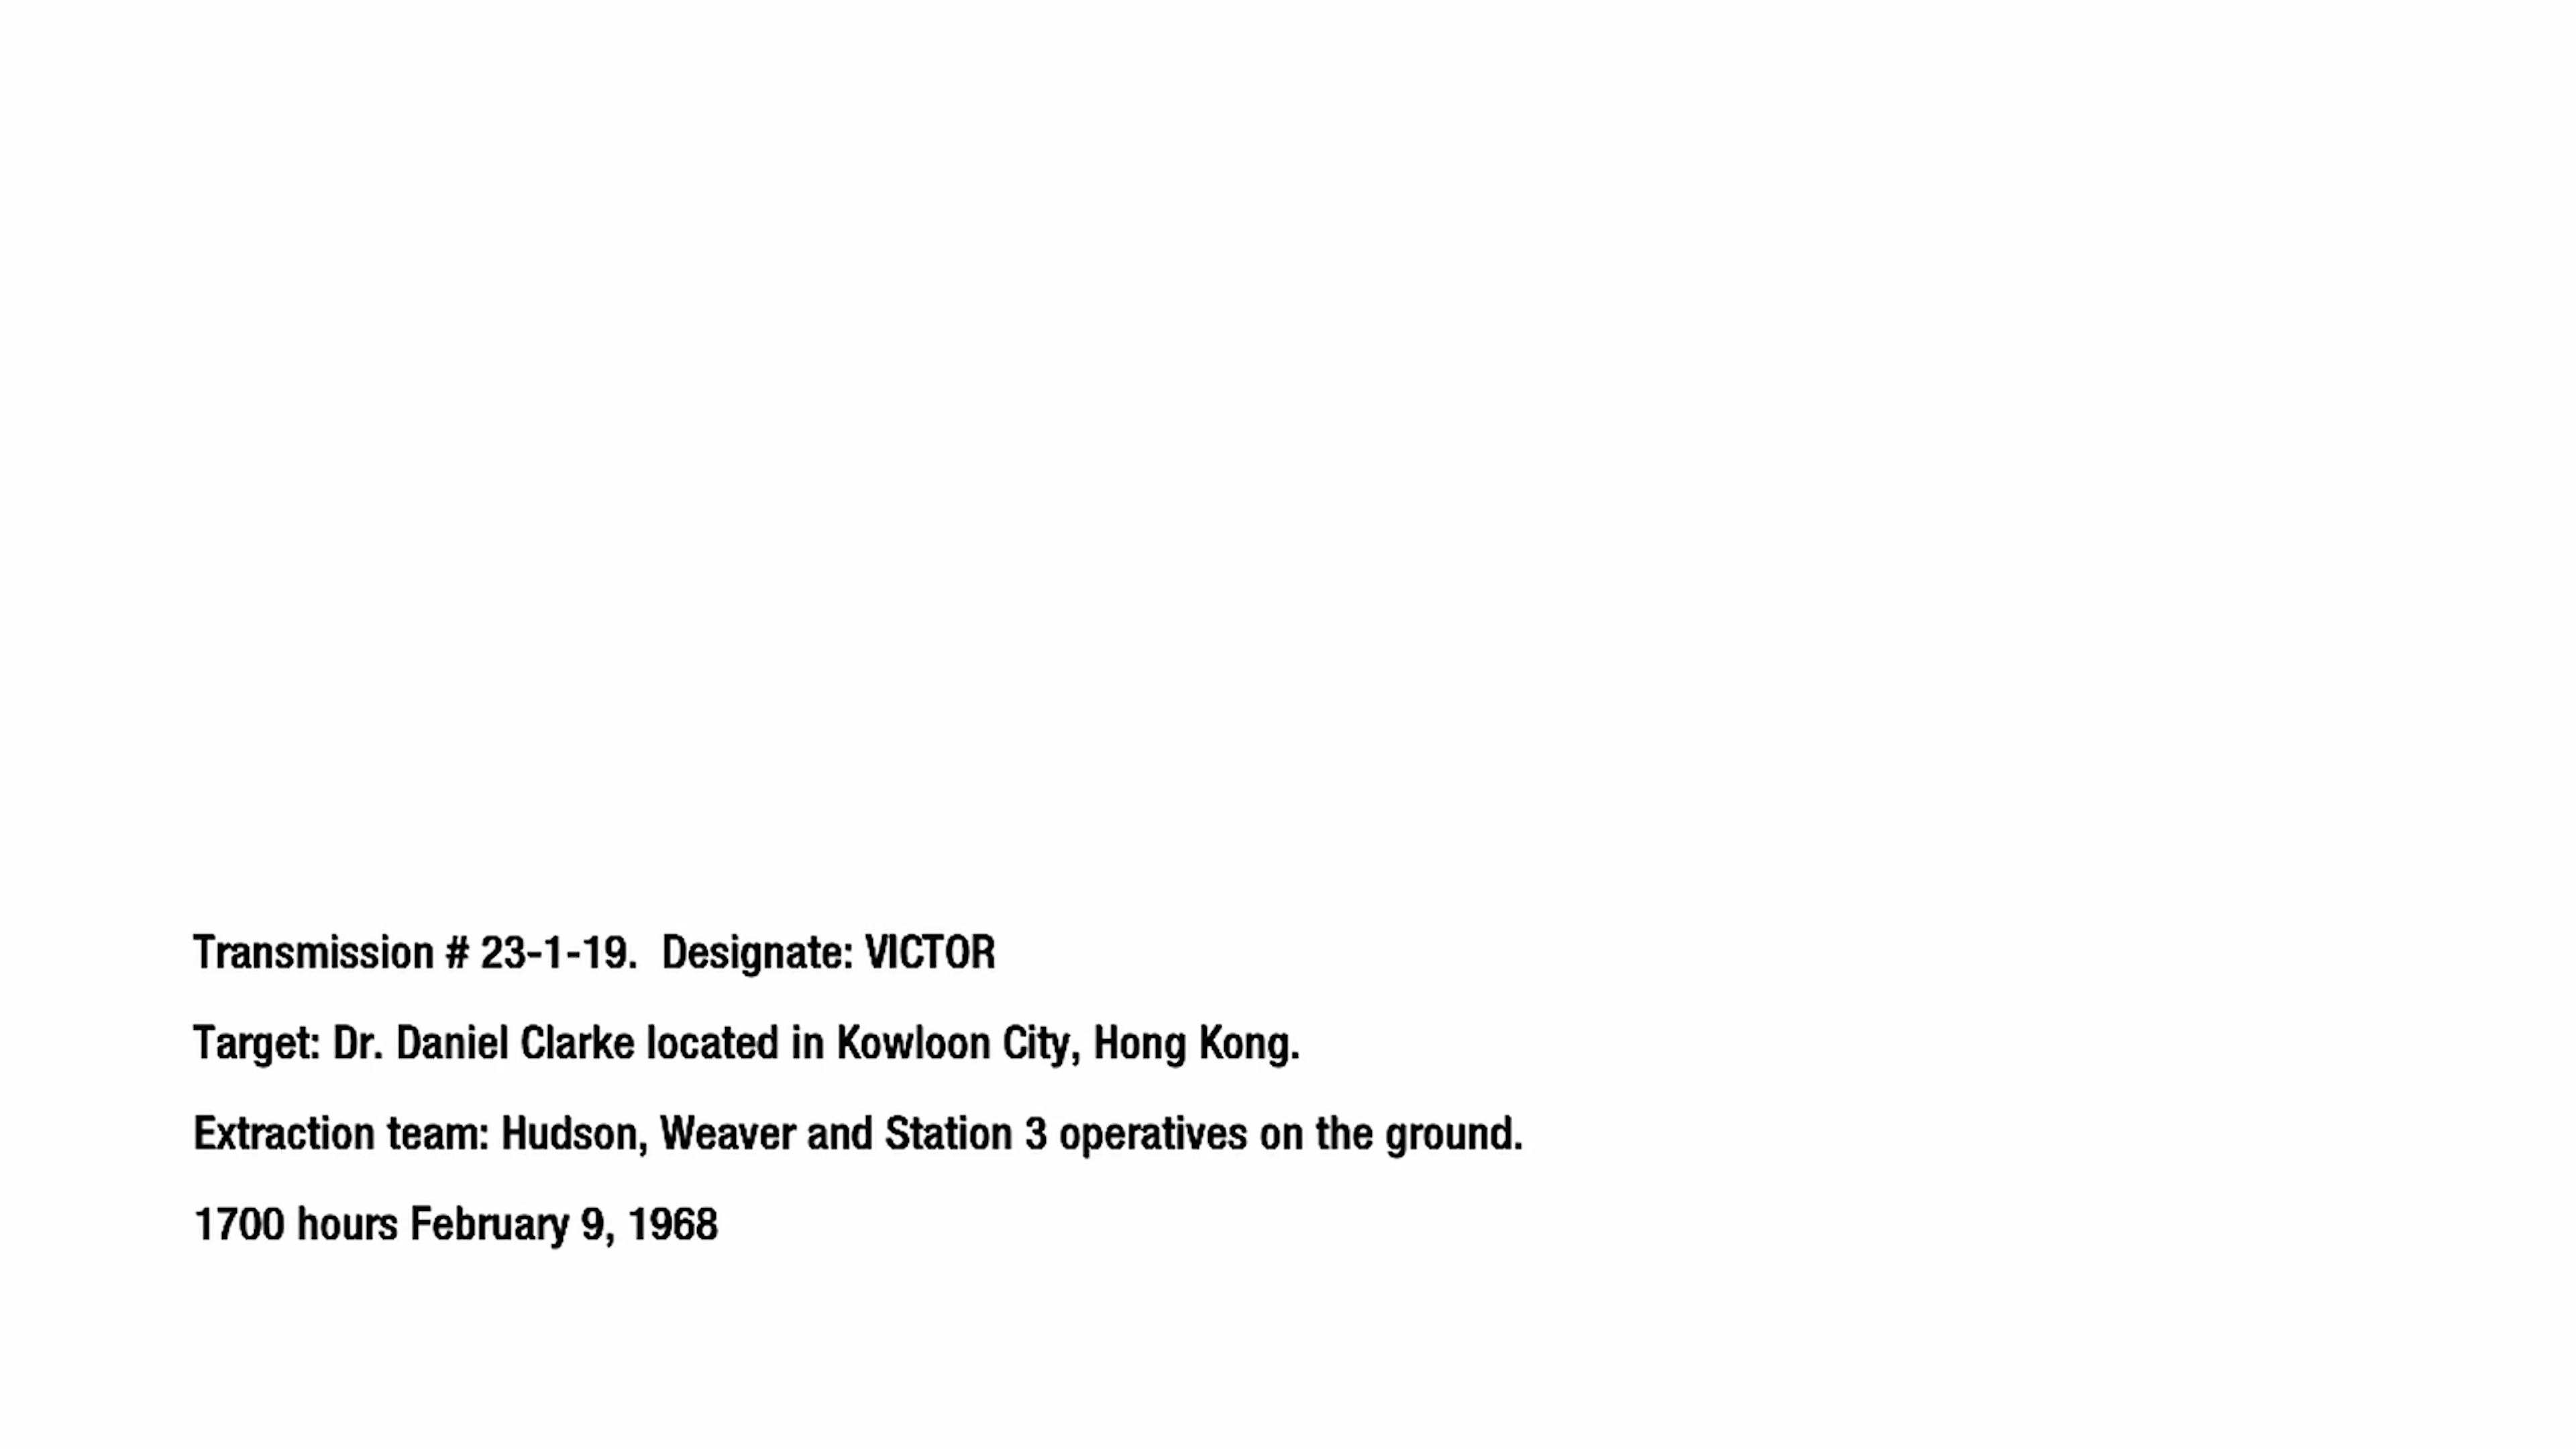 Transmission # 23-1-19.  Designate: VICTOR
Target: Dr. Daniel Clarke located in Kowloon City, Hong Kong.
Extraction team: Hudson, Weaver and Station 3 operatives on the ground.
1700 hours February 9, 1968